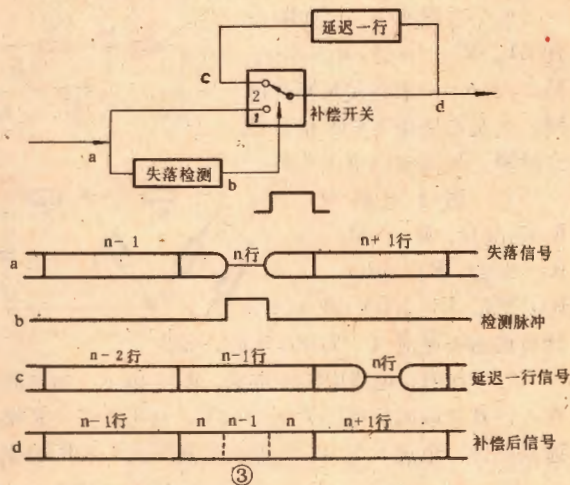 延迟一行
c
2
1
补偿开关
d
a
失落检测
b
n-1
n行
n+1行
失落信号
a
b
检测脉冲
n-2行
n-1行
n行
c
延迟一行信号
n-1行
n
n-1
n
n+1行
d
补偿后信号
③